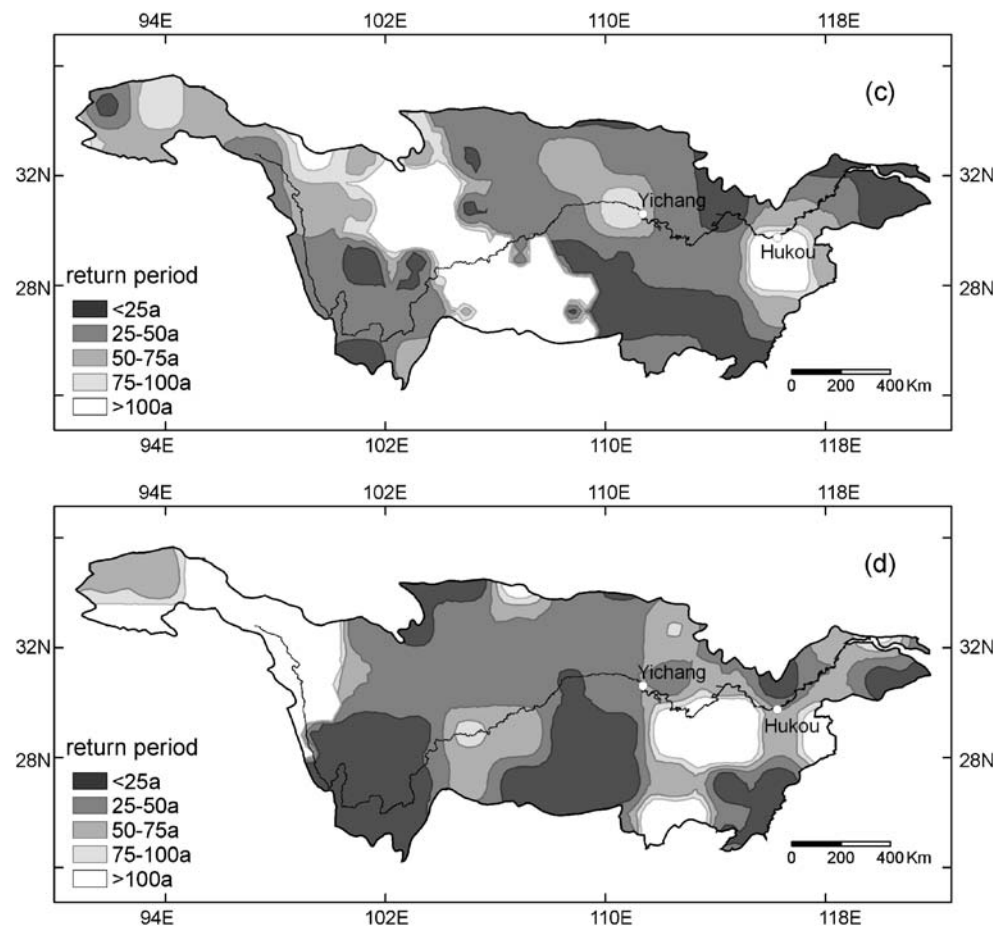 94E 102E 110E 118E
(c)
32N 32N
Yichang
Hukou
return period
28N 28N
<25a
25-50a
50-75a
75-100a
>100a
0 200 400 Km
94E 102E 110E 118E
94E 102E 110E 118E
(d)
32N 32N
Yichang
Hukou
return period
28N 28N
<25a
25-50a
50-75a
75-100a
>100a
0 200 400 Km
94E 102E 110E 118E